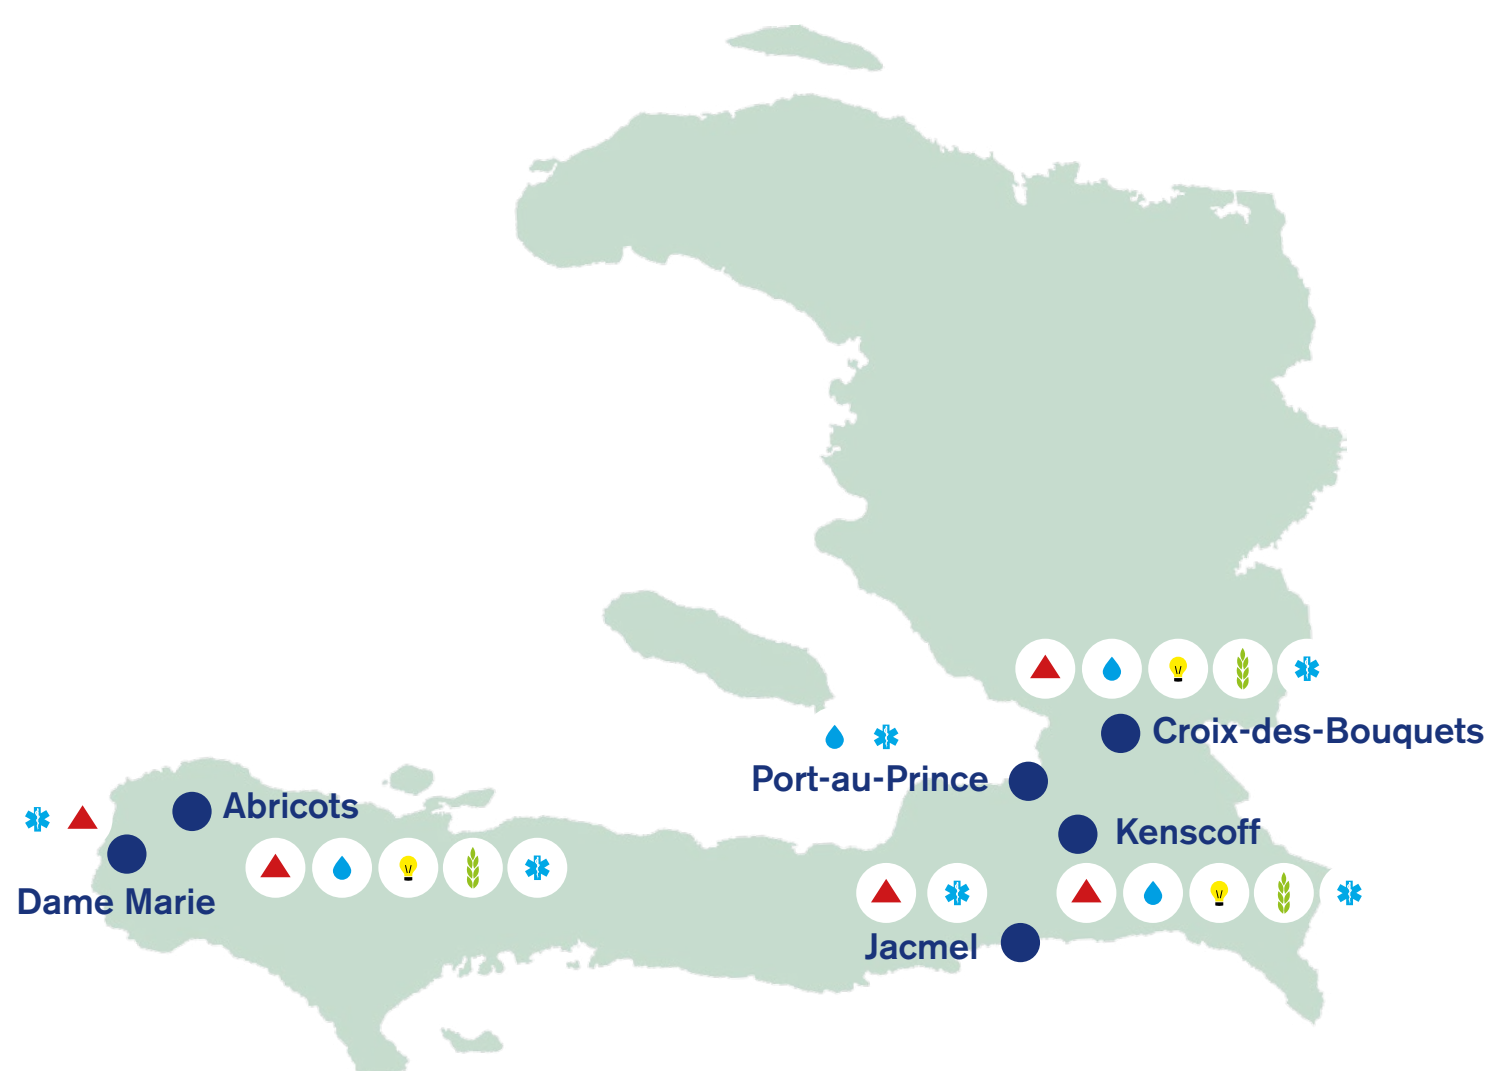 Croix-des-Bouquets
Port-au-Prince
Abricots
Kenscoff
Dame Marie
Jacmel